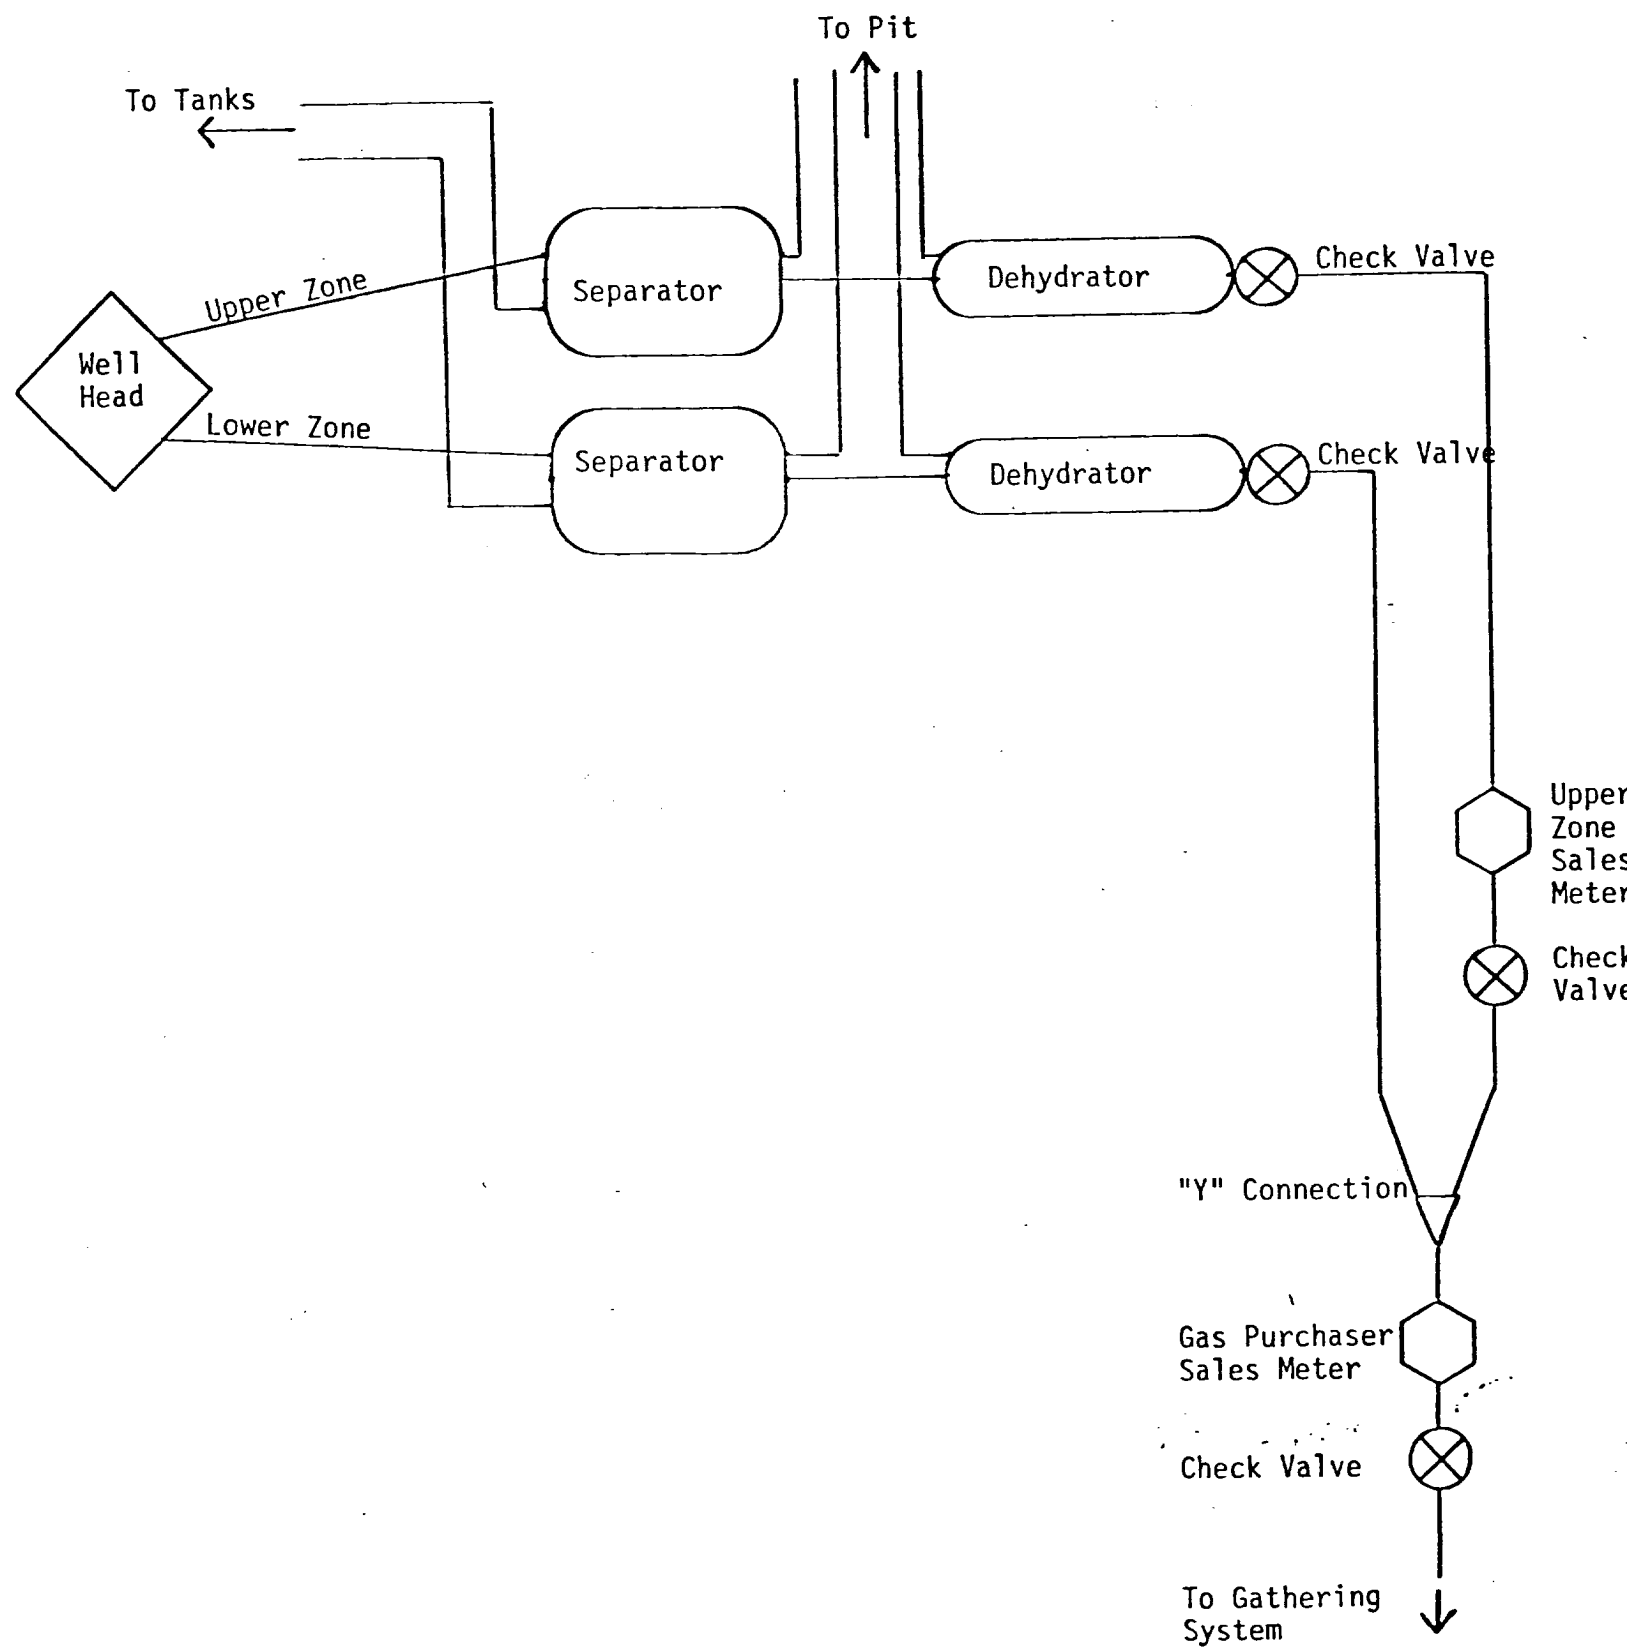 To Pit
To Tanks
Upper Zone
Separator
Dehydrator
Check Valve
Well
Head
Lower Zone
Separator
Dehydrator
Check Valve
Upper
Zone
Sales
Meter
Check
Valve
"Y" Connection
Gas Purchaser
Sales Meter
Check Valve
To Gathering
System